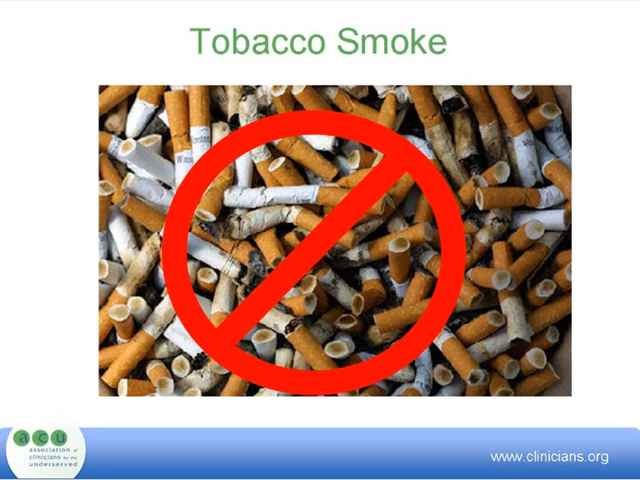 Tobacco Smoke
acu
association of
clinicians for the
underserved
www.clinicians.org